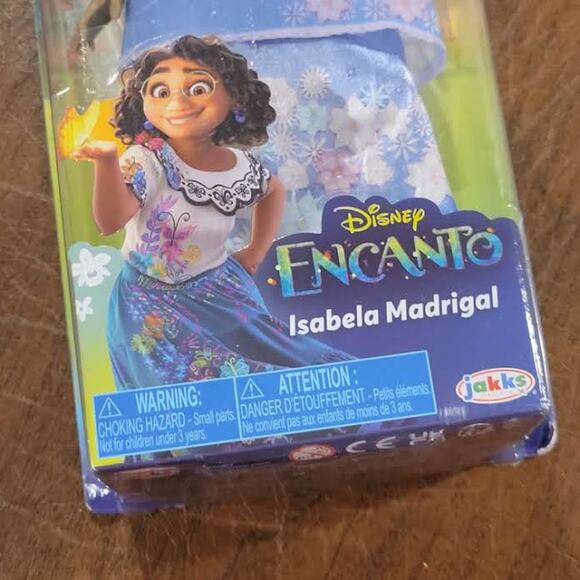 Disney
ENCANTO
Isabela Madrigal
jakks
WARNING:
CHOKING HAZARD - Small parts.
Not for children under 3 years.
ATTENTION :
DANGER D'ÉTOUFFEMENT - Petits éléments.
Ne convient pas aux enfants de moins de 3 ans.
CE